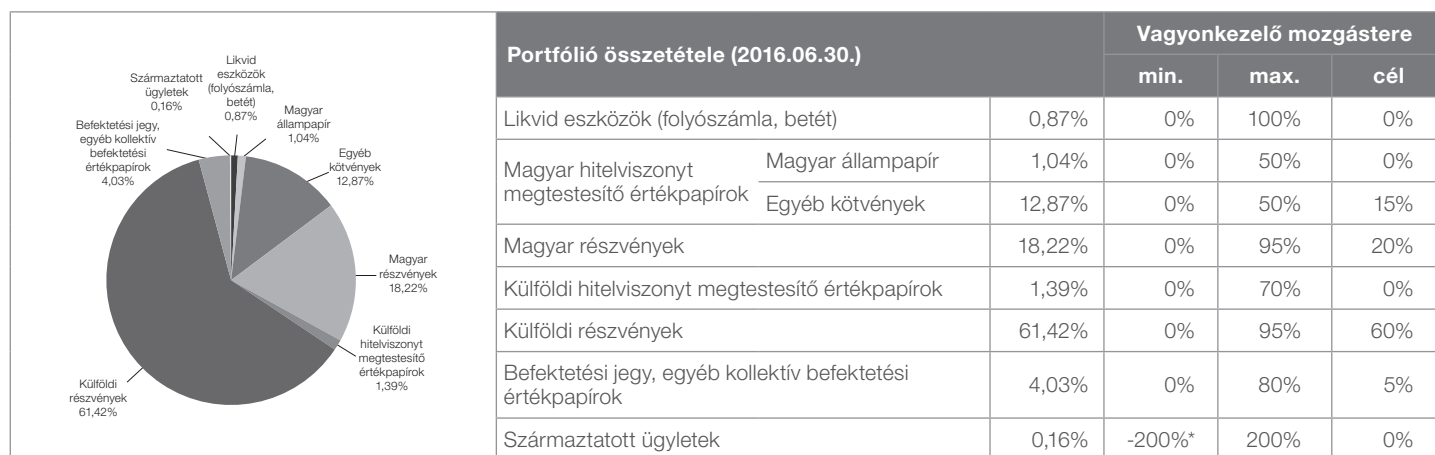 Likvid
eszközök
(folyószámla,
betét)
0,87%
Származtatott
ügyletek
0,16%
Magyar
állampapír
1,04%
Befektetési jegy,
egyéb kollektív
befektetési
értékpapírok
4,03%
Egyéb
kötvények
12,87%
Magyar
részvények
18,22%
Külföldi
hitelviszonyt
megtestesítő
értékpapírok
1,39%
Külföldi
részvények
61,42%
Portfólió összetétele (2016.06.30.)
Vagyonkezelő mozgástere
min. max. cél
Likvid eszközök (folyószámla, betét) 0,87% 0% 100% 0%
Magyar hitelviszonyt
megtestesítő értékpapírok
Magyar állampapír 1,04% 0% 50% 0%
Egyéb kötvények 12,87% 0% 50% 15%
Magyar részvények 18,22% 0% 95% 20%
Külföldi hitelviszonyt megtestesítő értékpapírok 1,39% 0% 70% 0%
Külföldi részvények 61,42% 0% 95% 60%
Befektetési jegy, egyéb kollektív befektetési
értékpapírok 4,03% 0% 80% 5%
Származtatott ügyletek 0,16% -200%* 200% 0%